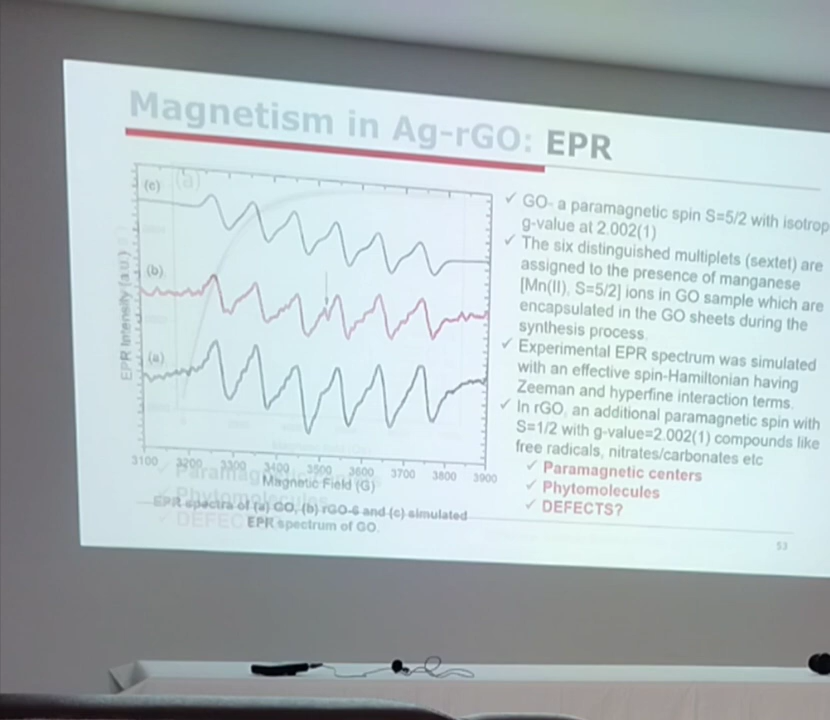 Magnetism in Ag-rGO: EPR
(c)
(a)
(b)
(a)
EPR Intensity (a.u.)
3100 3200 3300 3400 3500 3600 3700 3800 3900
Magnetic Field (G)
EPR spectra of (a) GO, (b) rGO-6 and (c) simulated
EPR spectrum of GO.
✓ GO- a paramagnetic spin S=5/2 with isotrop
g-value at 2.002(1)
✓ The six distinguished multiplets (sextet) are
assigned to the presence of manganese
[Mn(II), S=5/2] ions in GO sample which are
encapsulated in the GO sheets during the
synthesis process.
✓ Experimental EPR spectrum was simulated
with an effective spin-Hamiltonian having
Zeeman and hyperfine interaction terms.
✓ In rGO, an additional paramagnetic spin with
S=1/2 with g-value=2.002(1) compounds like
free radicals, nitrates/carbonates etc
✓ Paramagnetic centers
✓ Phytomolecules
✓ DEFECTS?
53